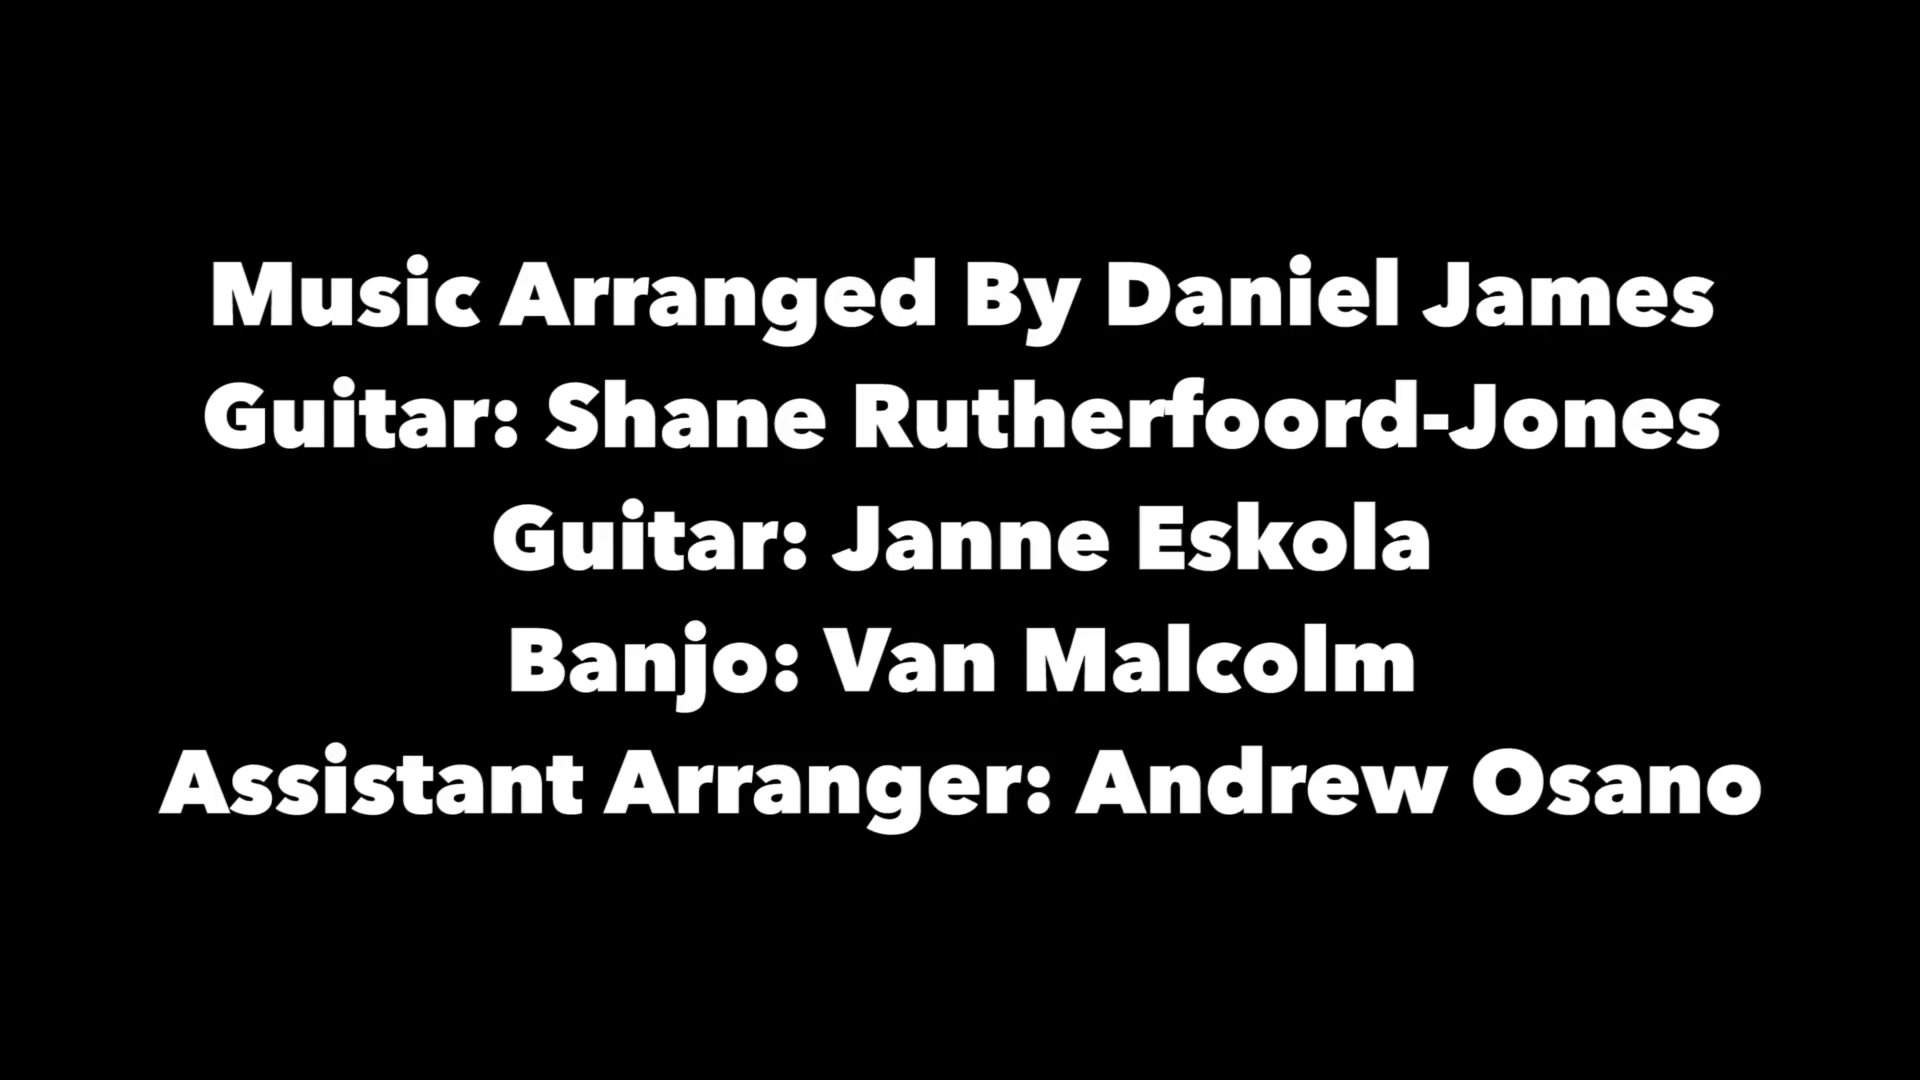 Music Arranged By Daniel James
Guitar: Shane Rutherfoord-Jones
Guitar: Janne Eskola
Banjo: Van Malcolm
Assistant Arranger: Andrew Osano